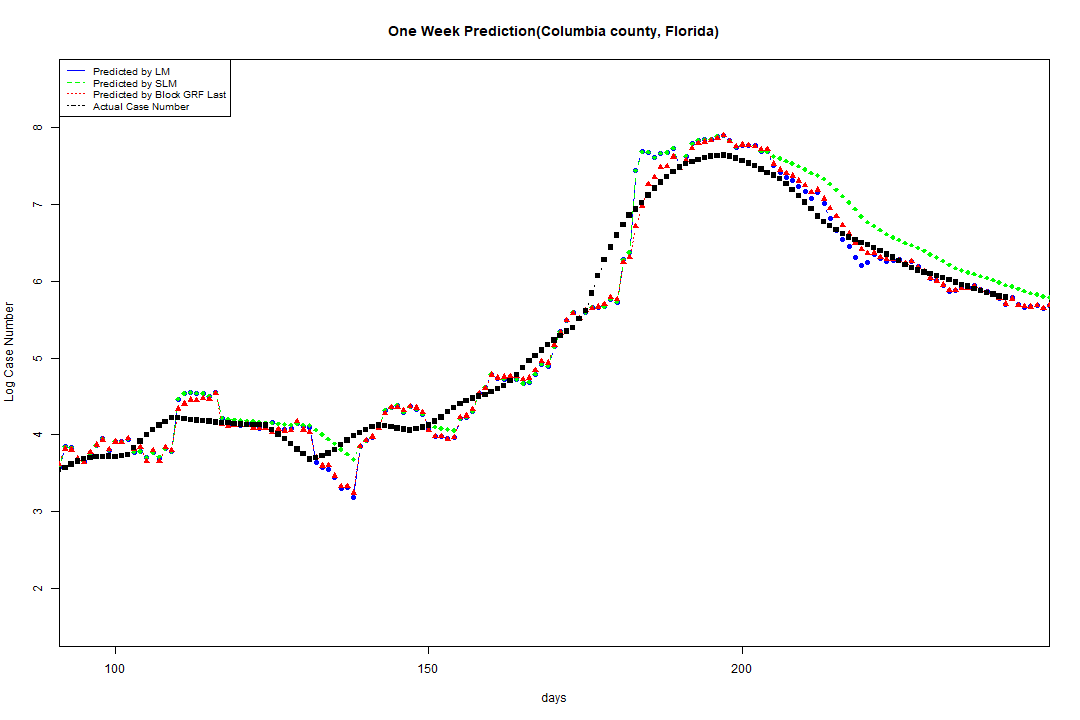 One Week Prediction(Columbia county, Florida)
Predicted by LM
Predicted by SLM
Predicted by Block GRF Last
Actual Case Number
8
7
6
5
4
3
2
Log Case Number
100 150 200
days